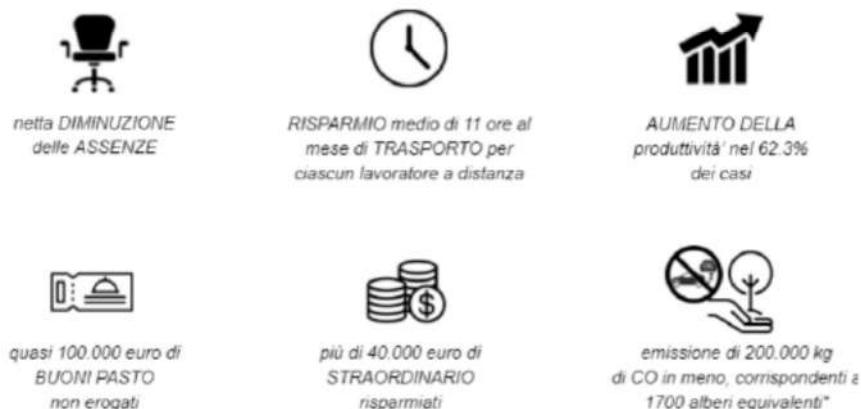 netta DIMINUZIONE
delle ASSENZE
RISPARMIO medio di 11 ore al
mese di TRASPORTO per
ciascun lavoratore a distanza
AUMENTO DELLA
produttività' nel 62.3%
dei casi
quasi 100.000 euro di
BUONI PASTO
non erogati
più di 40.000 euro di
STRAORDINARIO
risparmiati
emissione di 200.000 kg
di CO in meno, corrispondenti a
1700 alberi equivalenti"